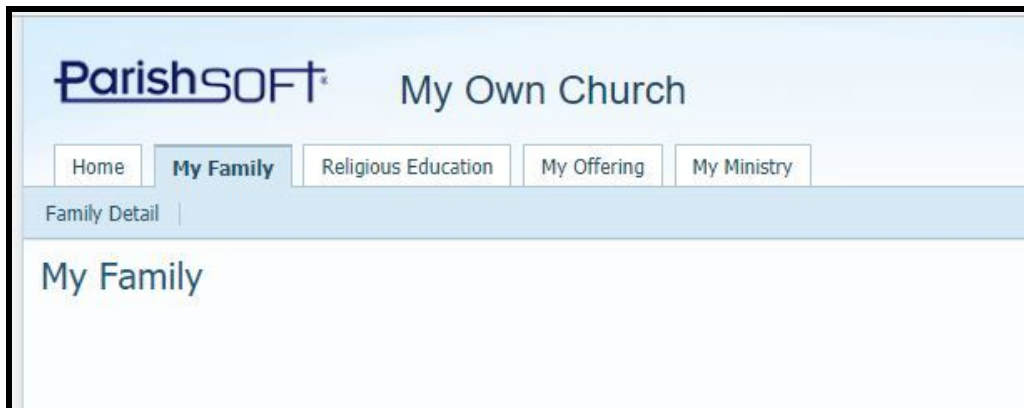 ParishSOFT My Own Church
Home My Family Religious Education My Offering My Ministry
Family Detail
My Family